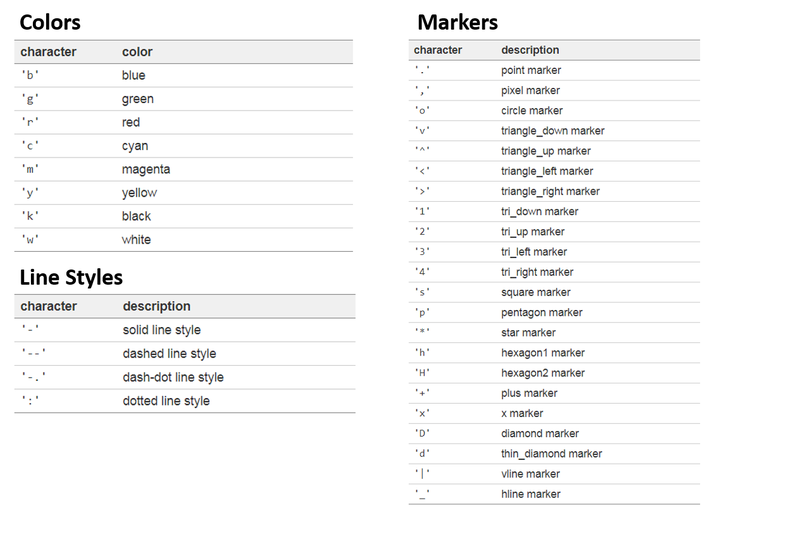 Colors
character color
'b' blue
'g' green
'r' red
'c' cyan
'm' magenta
'y' yellow
'k' black
'w' white
Line Styles
character description
'-' solid line style
'--' dashed line style
'-.' dash-dot line style
':' dotted line style
Markers
character description
'.' point marker
',' pixel marker
'o' circle marker
'v' triangle_down marker
'^' triangle_up marker
'<' triangle_left marker
'>' triangle_right marker
'1' tri_down marker
'2' tri_up marker
'3' tri_left marker
'4' tri_right marker
's' square marker
'p' pentagon marker
'*' star marker
'h' hexagon1 marker
'H' hexagon2 marker
'+' plus marker
'x' x marker
'D' diamond marker
'd' thin_diamond marker
'|' vline marker
'_' hline marker